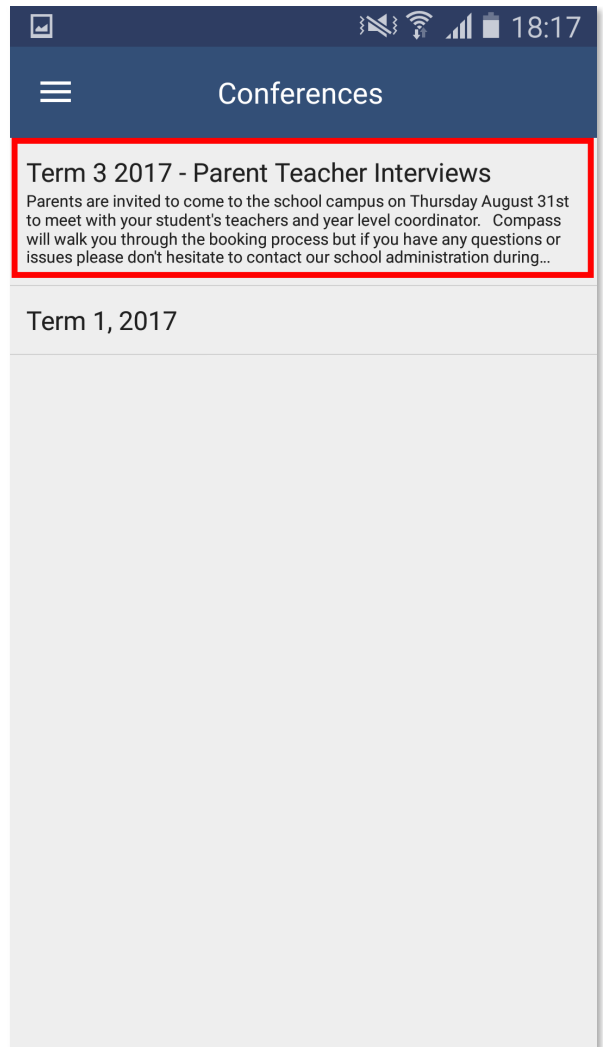 18:17
Conferences
Term 3 2017 - Parent Teacher Interviews
Parents are invited to come to the school campus on Thursday August 31st
to meet with your student's teachers and year level coordinator.   Compass
will walk you through the booking process but if you have any questions or
issues please don't hesitate to contact our school administration during...
Term 1, 2017